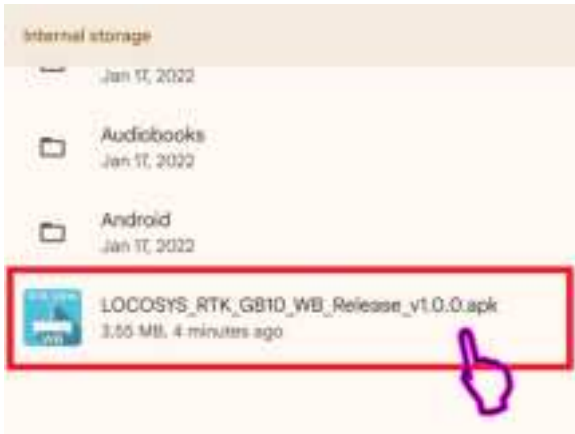 Internal storage
Jan 17, 2022
Audiobooks
Jan 17, 2022
Android
Jan 17, 2022
LOCOSYS_RTK_G810_WB_Release_v1.0.0.apk
3.55 MB, 4 minutes ago
WB